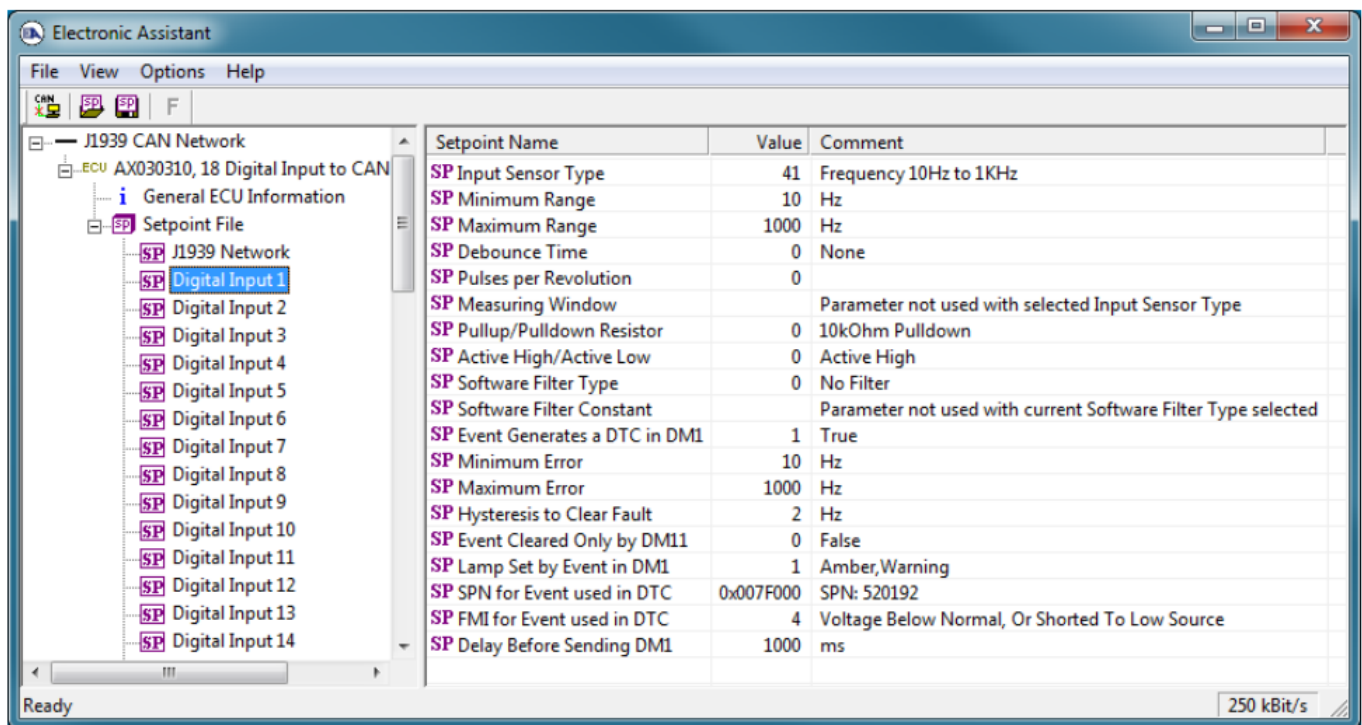 Electronic Assistant
File View Options Help
CAN SP SP F
J1939 CAN Network
ECU AX030310, 18 Digital Input to CAN
i General ECU Information
SP Setpoint File
SP J1939 Network
SP Digital Input 1
SP Digital Input 2
SP Digital Input 3
SP Digital Input 4
SP Digital Input 5
SP Digital Input 6
SP Digital Input 7
SP Digital Input 8
SP Digital Input 9
SP Digital Input 10
SP Digital Input 11
SP Digital Input 12
SP Digital Input 13
SP Digital Input 14
Setpoint Name Value Comment
SP Input Sensor Type 41 Frequency 10Hz to 1KHz
SP Minimum Range 10 Hz
SP Maximum Range 1000 Hz
SP Debounce Time 0 None
SP Pulses per Revolution 0
SP Measuring Window Parameter not used with selected Input Sensor Type
SP Pullup/Pulldown Resistor 0 10kOhm Pulldown
SP Active High/Active Low 0 Active High
SP Software Filter Type 0 No Filter
SP Software Filter Constant Parameter not used with current Software Filter Type selected
SP Event Generates a DTC in DM1 1 True
SP Minimum Error 10 Hz
SP Maximum Error 1000 Hz
SP Hysteresis to Clear Fault 2 Hz
SP Event Cleared Only by DM11 0 False
SP Lamp Set by Event in DM1 1 Amber,Warning
SP SPN for Event used in DTC 0x007F000 SPN: 520192
SP FMI for Event used in DTC 4 Voltage Below Normal, Or Shorted To Low Source
SP Delay Before Sending DM1 1000 ms
Ready 250 kBit/s